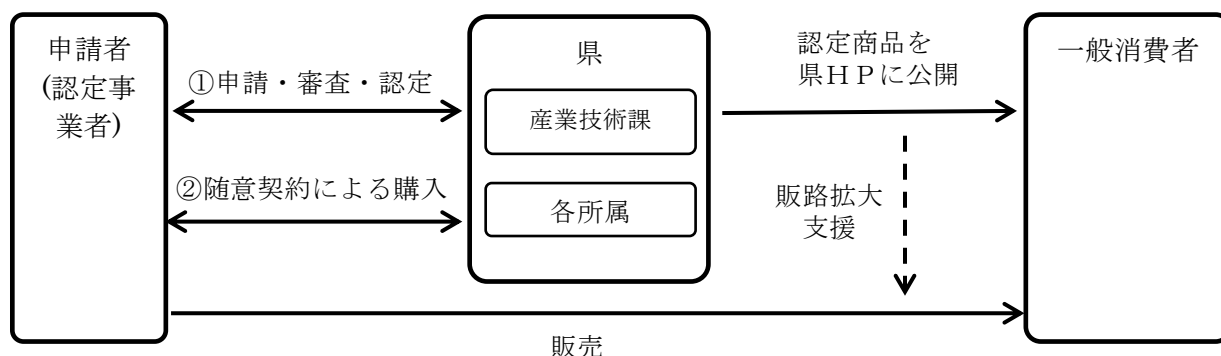 申請者
(認定事
業者)
①申請・審査・認定
②随意契約による購入
県
産業技術課
各所属
認定商品を
県ＨＰに公開
販路拡大
支援
一般消費者
販売